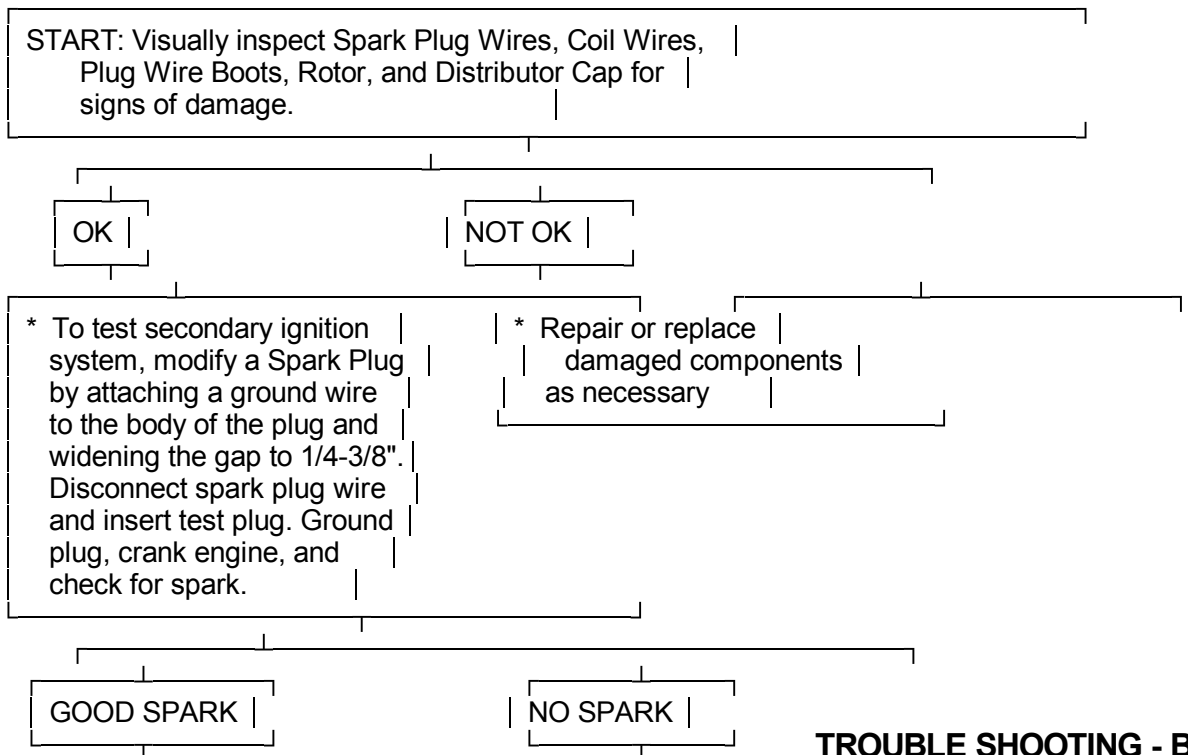 START: Visually inspect Spark Plug Wires, Coil Wires,
Plug Wire Boots, Rotor, and Distributor Cap for
signs of damage.
OK
NOT OK
* To test secondary ignition
system, modify a Spark Plug
by attaching a ground wire
to the body of the plug and
widening the gap to 1/4-3/8".
Disconnect spark plug wire
and insert test plug. Ground
plug, crank engine, and
check for spark.
* Repair or replace
damaged components
as necessary
GOOD SPARK
NO SPARK
TROUBLE SHOOTING - B